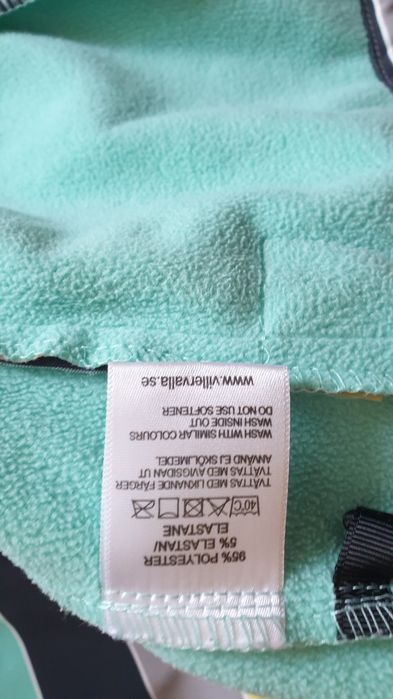 95% POLYESTER
5% ELASTAN/
ELASTANE
40°C
TVÄTTAS MED LIKNANDE FÄRGER
TVÄTTAS MED AVIGSIDAN UT
ANVÄND EJ SKÖLJMEDEL
WASH WITH SIMILAR COLOURS
WASH INSIDE OUT
DO NOT USE SOFTENER
www.villervalla.se